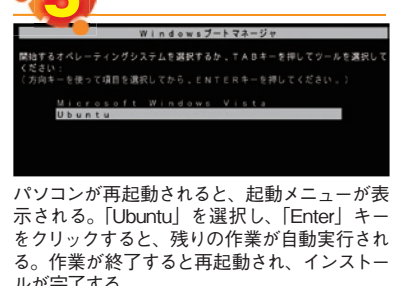 3
Windowsブートマネージャ
開始するオペレーティングシステムを選択するか、TABキーを押してツールを選択して
ください:
(方向キーを使って項目を選択してから、ENTERキーを押してください。)
Microsoft Windows Vista
Ubuntu
パソコンが再起動されると、起動メニューが表
示される。「Ubuntu」を選択し、「Enter」キー
をクリックすると、残りの作業が自動実行され
る。作業が終了すると再起動され、インストー
ルが完了する